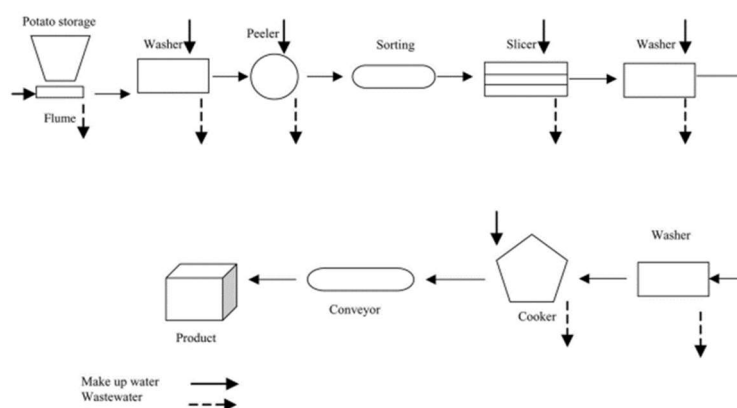 Potato storage
Washer
Peeler
Sorting
Slicer
Washer
Flume
Washer
Cooker
Conveyor
Product
Make up water
Wastewater